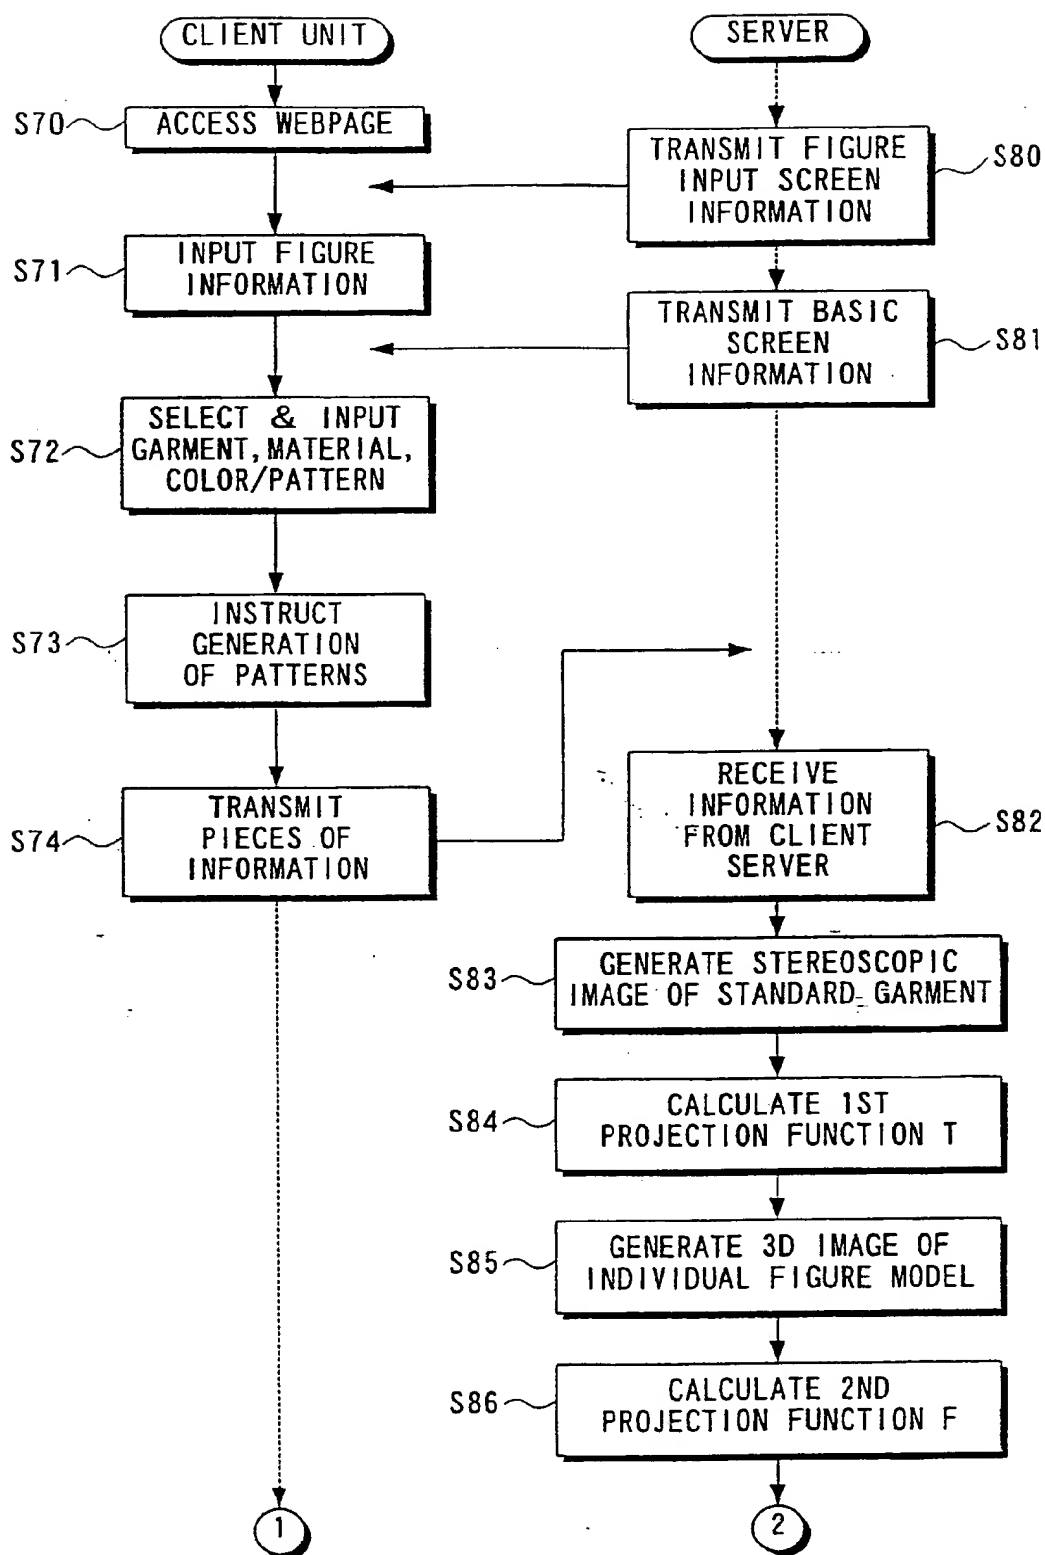 CLIENT UNIT
S70
ACCESS WEBPAGE
S71
INPUT FIGURE
INFORMATION
S72
SELECT & INPUT
GARMENT, MATERIAL,
COLOR/PATTERN
S73
INSTRUCT
GENERATION
OF PATTERNS
S74
TRANSMIT
PIECES OF
INFORMATION
1
SERVER
TRANSMIT FIGURE
INPUT SCREEN
INFORMATION
S80
TRANSMIT BASIC
SCREEN
INFORMATION
S81
RECEIVE
INFORMATION
FROM CLIENT
SERVER
S82
S83
GENERATE STEREOSCOPIC
IMAGE OF STANDARD GARMENT
S84
CALCULATE 1ST
PROJECTION FUNCTION T
S85
GENERATE 3D IMAGE OF
INDIVIDUAL FIGURE MODEL
S86
CALCULATE 2ND
PROJECTION FUNCTION F
2